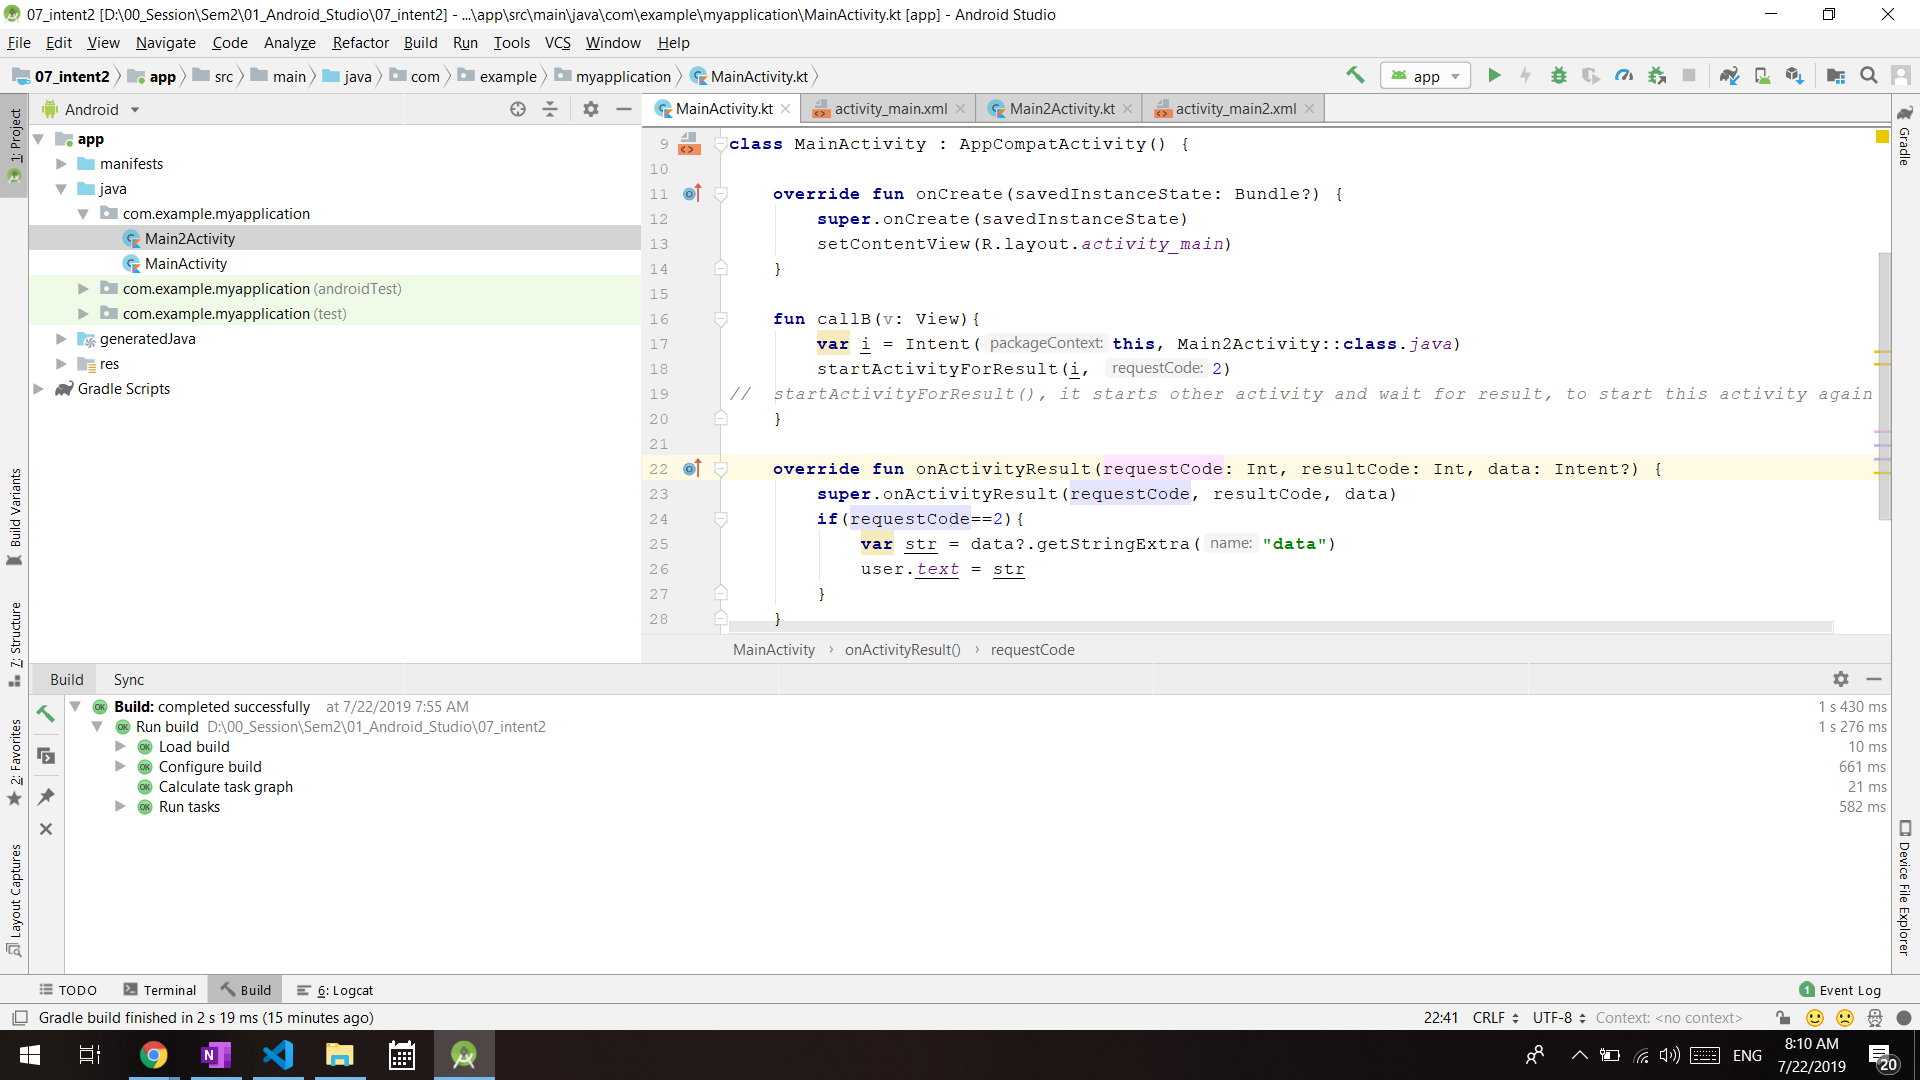 07_intent2 [D:\00_Session\Sem2\01_Android_Studio\07_intent2] - ...\app\src\main\java\com\example\myapplication\MainActivity.kt [app] - Android Studio
File Edit View Navigate Code Analyze Refactor Build Run Tools VCS Window Help
07_intent2 app src main java com example myapplication MainActivity.kt app
1: Project
Android
MainActivity.kt activity_main.xml Main2Activity.kt activity_main2.xml
Gradle
app
manifests
java
com.example.myapplication
Main2Activity
MainActivity
com.example.myapplication (androidTest)
com.example.myapplication (test)
generatedJava
res
Gradle Scripts
9 class MainActivity : AppCompatActivity() {
10
11 override fun onCreate(savedInstanceState: Bundle?) {
12 super.onCreate(savedInstanceState)
13 setContentView(R.layout.activity_main)
14 }
15
16 fun callB(v: View){
17 var i = Intent( packageContext: this, Main2Activity::class.java)
18 startActivityForResult(i, requestCode: 2)
19 // startActivityForResult(), it starts other activity and wait for result, to start this activity again
20 }
21
22 override fun onActivityResult(requestCode: Int, resultCode: Int, data: Intent?) {
23 super.onActivityResult(requestCode, resultCode, data)
24 if(requestCode==2){
25 var str = data?.getStringExtra( name: "data")
26 user.text = str
27 }
28 }
MainActivity › onActivityResult() › requestCode
Build Variants
7: Structure
2: Favorites
Layout Captures
Device File Explorer
Build Sync
Build: completed successfully at 7/22/2019 7:55 AM 1 s 430 ms
Run build D:\00_Session\Sem2\01_Android_Studio\07_intent2 1 s 276 ms
Load build 10 ms
Configure build 661 ms
Calculate task graph 21 ms
Run tasks 582 ms
TODO Terminal Build 6: Logcat 1 Event Log
Gradle build finished in 2 s 19 ms (15 minutes ago) 22:41 CRLF UTF-8 Context: <no context>
ENG
8:10 AM
7/22/2019
20